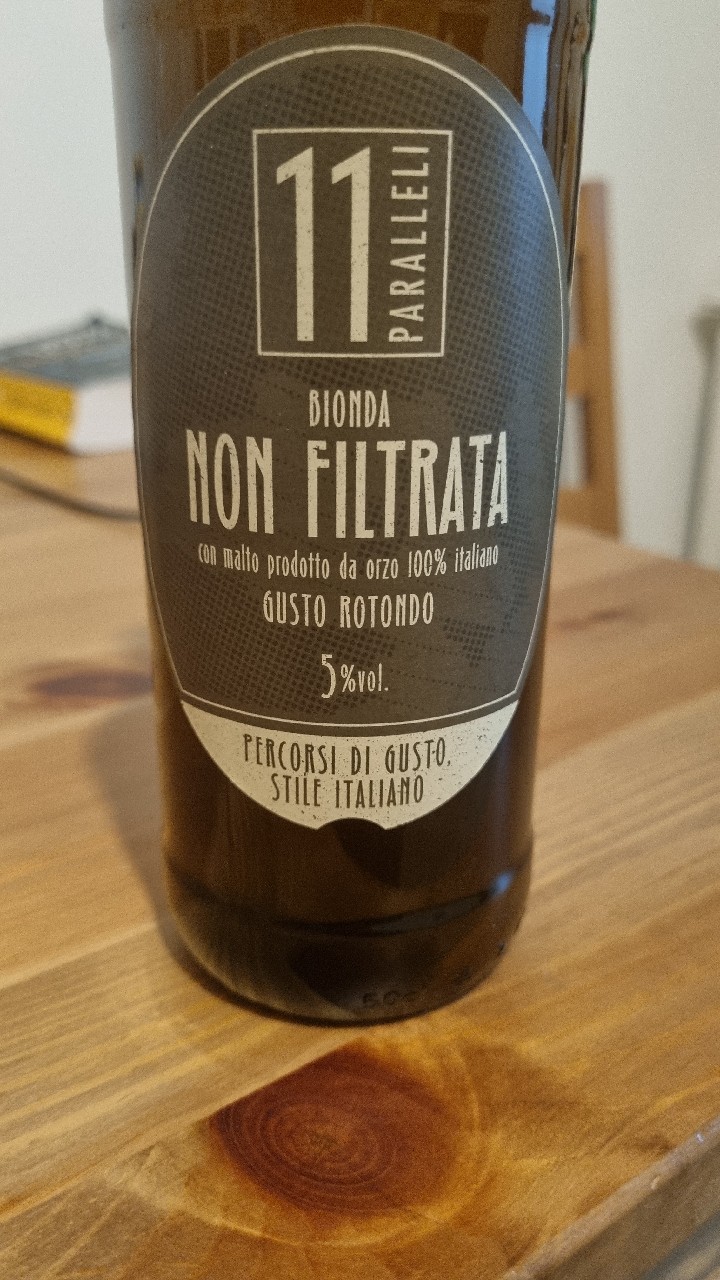 11
PARALLELI
BIONDA
NON FILTRATA
con malto prodotto da orzo 100% italiano
GUSTO ROTONDO
5%vol.
PERCORSI DI GUSTO,
STILE ITALIANO